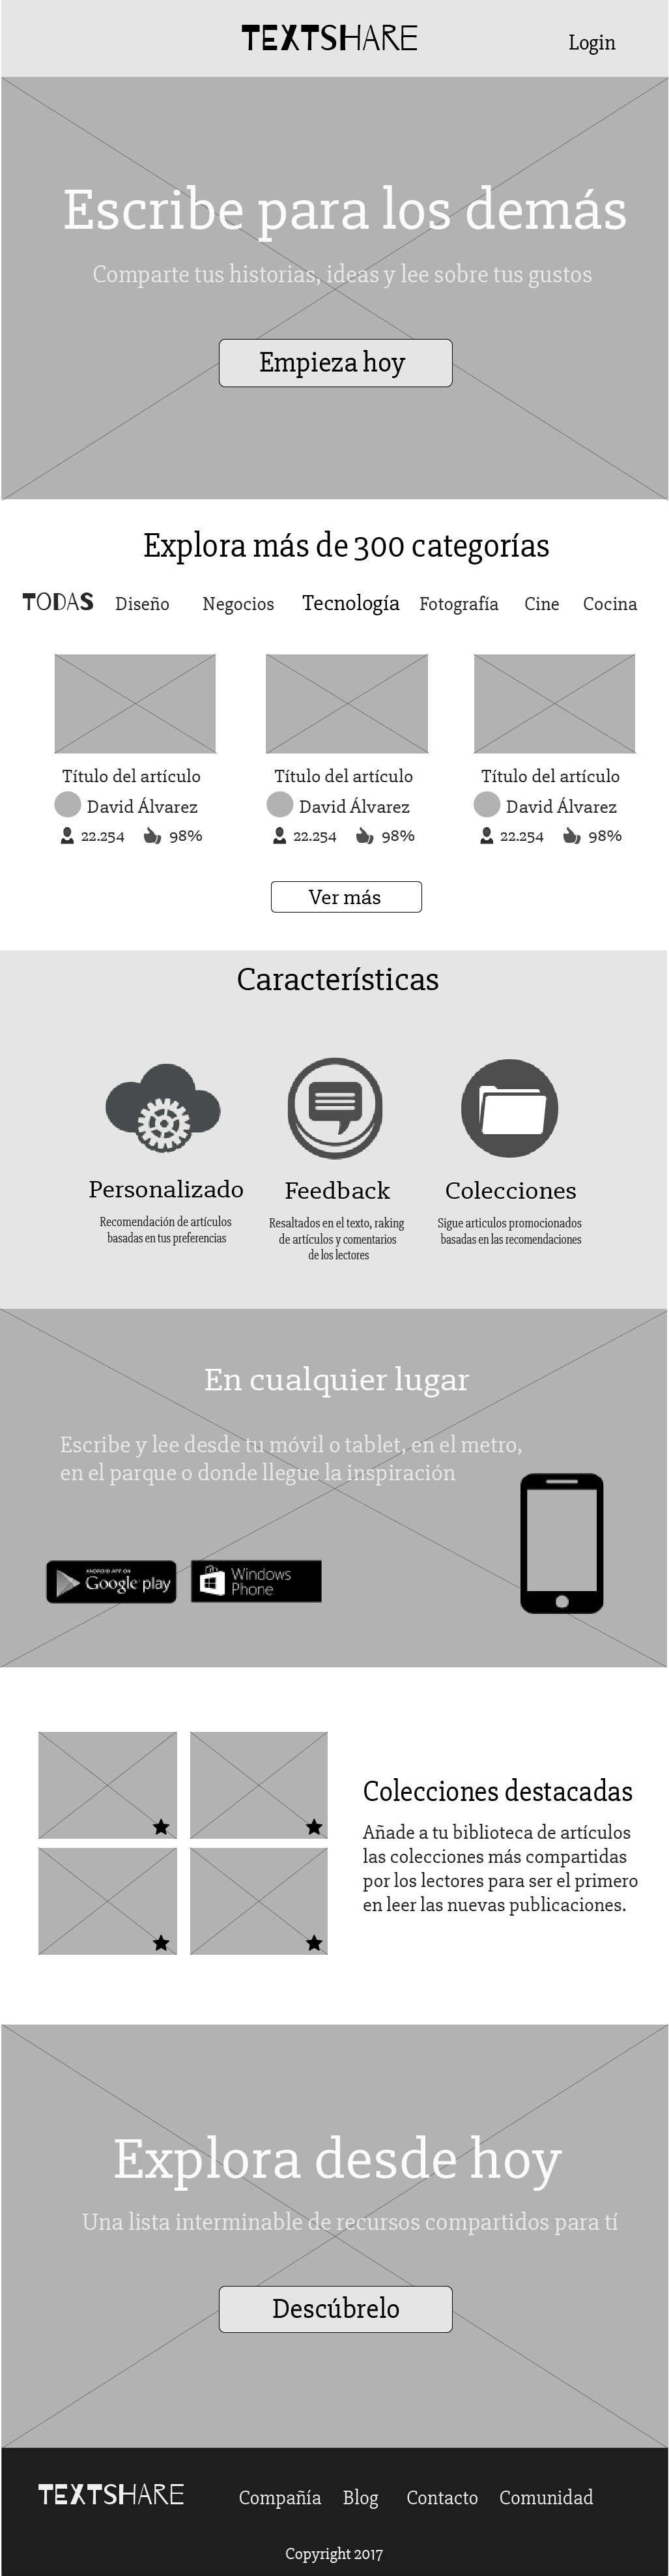 TEXTSHARE
Login
Escribe para los demás
Comparte tus historias, ideas y lee sobre tus gustos
Empieza hoy
Explora más de 300 categorías
TODAS Diseño Negocios Tecnología Fotografía Cine Cocina
Título del artículo Título del artículo Título del artículo
David Álvarez David Álvarez David Álvarez
22.254 98% 22.254 98% 22.254 98%
Ver más
Características
Personalizado
Recomendación de artículos
basadas en tus preferencias
Feedback
Resaltados en el texto, raking
de artículos y comentarios
de los lectores
Colecciones
Sigue articulos promocionados
basadas en las recomendaciones
En cualquier lugar
Escribe y lee desde tu móvil o tablet, en el metro,
en el parque o donde llegue la inspiración
ANDROID APP ON
Google play
Windows
Phone
Colecciones destacadas
Añade a tu biblioteca de artículos
las colecciones más compartidas
por los lectores para ser el primero
en leer las nuevas publicaciones.
Explora desde hoy
Una lista interminable de recursos compartidos para tí
Descúbrelo
TEXTSHARE
Compañía Blog Contacto Comunidad
Copyright 2017